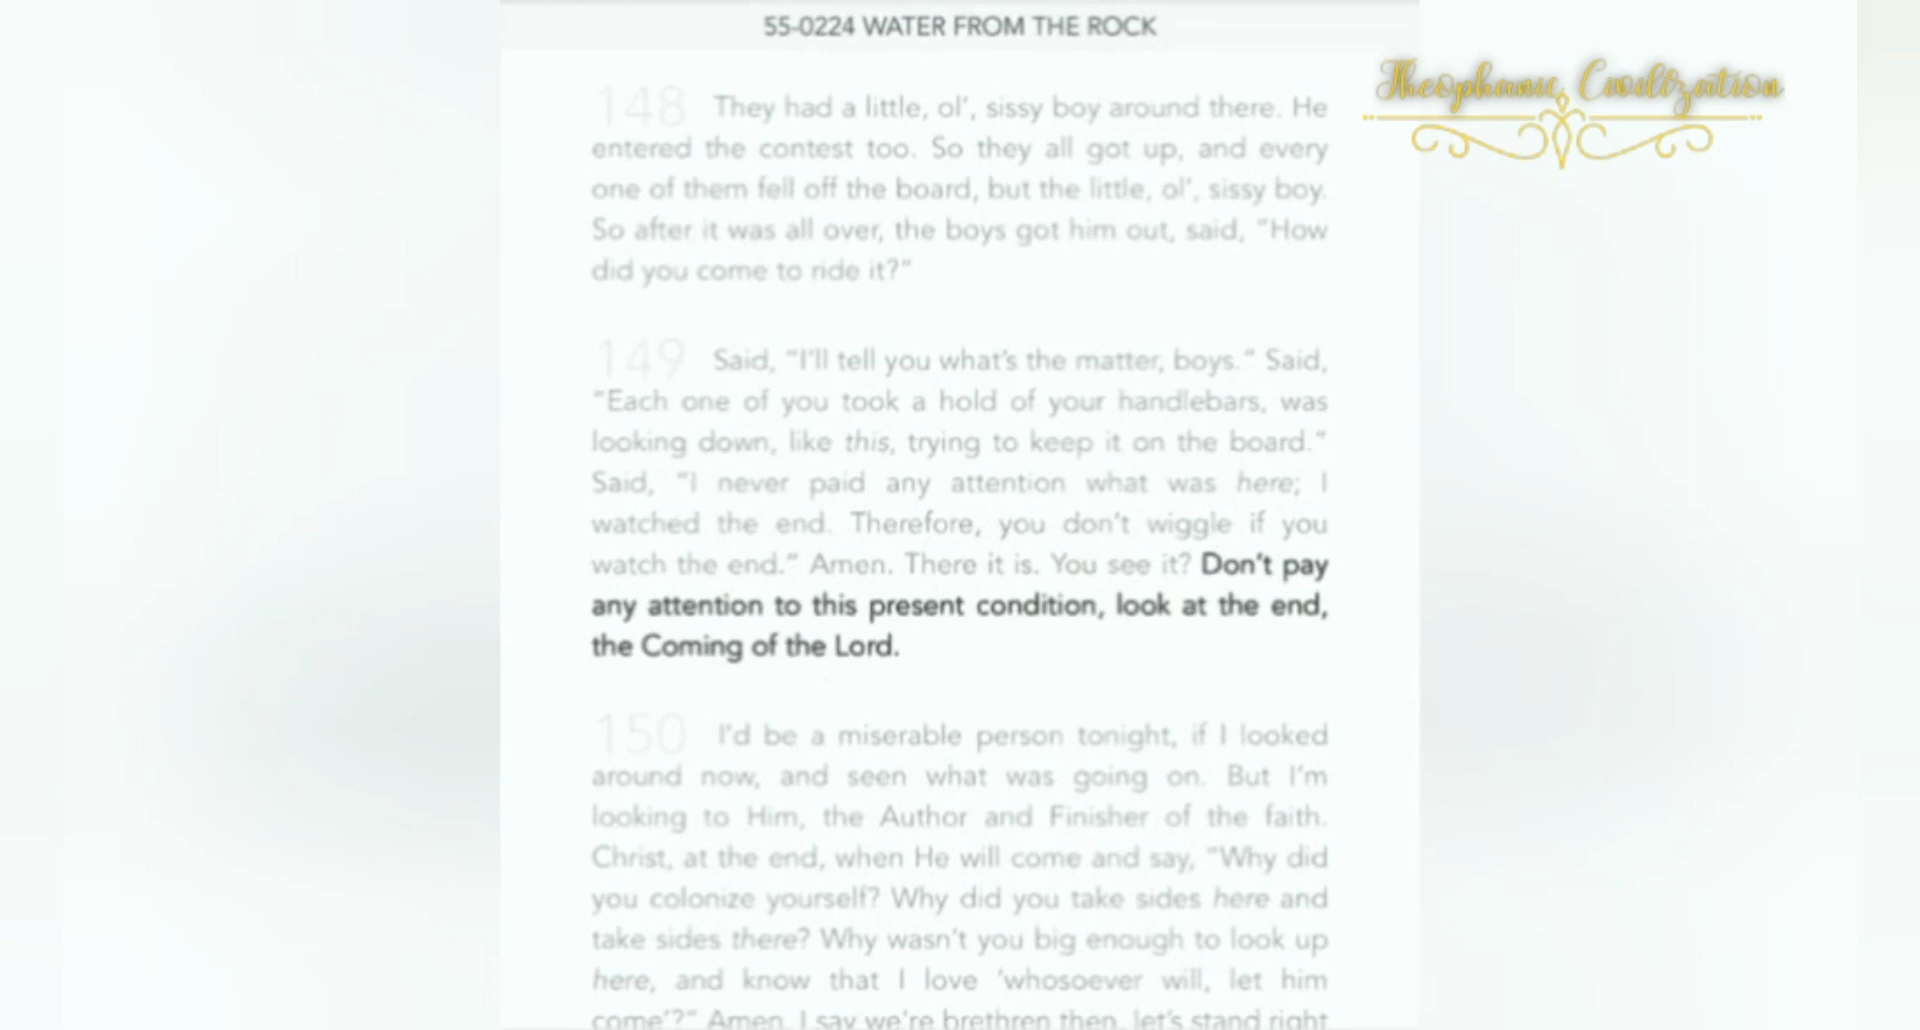 55-0224 WATER FROM THE ROCK
Theophanic Civilization
148 They had a little, ol', sissy boy around there. He
entered the contest too. So they all got up, and every
one of them fell off the board, but the little, ol', sissy boy.
So after it was all over, the boys got him out, said, "How
did you come to ride it?"
149 Said, "I'll tell you what's the matter, boys." Said,
"Each one of you took a hold of your handlebars, was
looking down, like this, trying to keep it on the board."
Said, "I never paid any attention what was here; I
watched the end. Therefore, you don't wiggle if you
watch the end." Amen. There it is. You see it? Don't pay
any attention to this present condition, look at the end,
the Coming of the Lord.
150 I'd be a miserable person tonight, if I looked
around now, and seen what was going on. But I'm
looking to Him, the Author and Finisher of the faith.
Christ, at the end, when He will come and say, "Why did
you colonize yourself? Why did you take sides here and
take sides there? Why wasn't you big enough to look up
here, and know that I love 'whosoever will, let him
come'?" Amen. I say we're brethren then, let's stand right